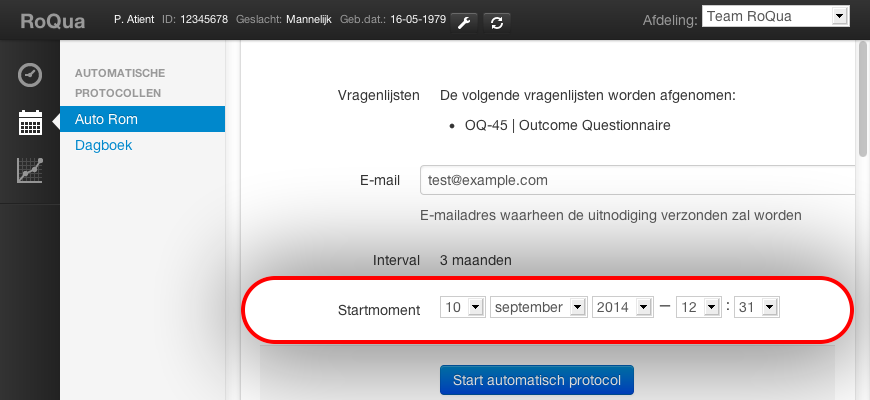 RoQua P. Atient ID: 12345678 Geslacht: Mannelijk Geb.dat.: 16-05-1979 Afdeling: Team RoQua
AUTOMATISCHE
PROTOCOLLEN
Auto Rom
Dagboek
Vragenlijsten De volgende vragenlijsten worden afgenomen:
• OQ-45 | Outcome Questionnaire
E-mail test@example.com
E-mailadres waarheen de uitnodiging verzonden zal worden
Interval 3 maanden
Startmoment 10 september 2014 — 12 : 31
Start automatisch protocol